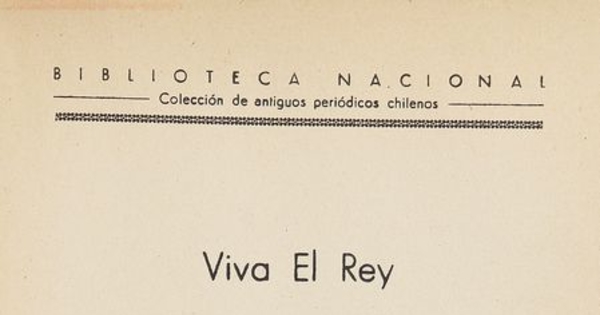 BIBLIOTECA NACIONAL
Colección de antiguos periódicos chilenos
Viva El Rey